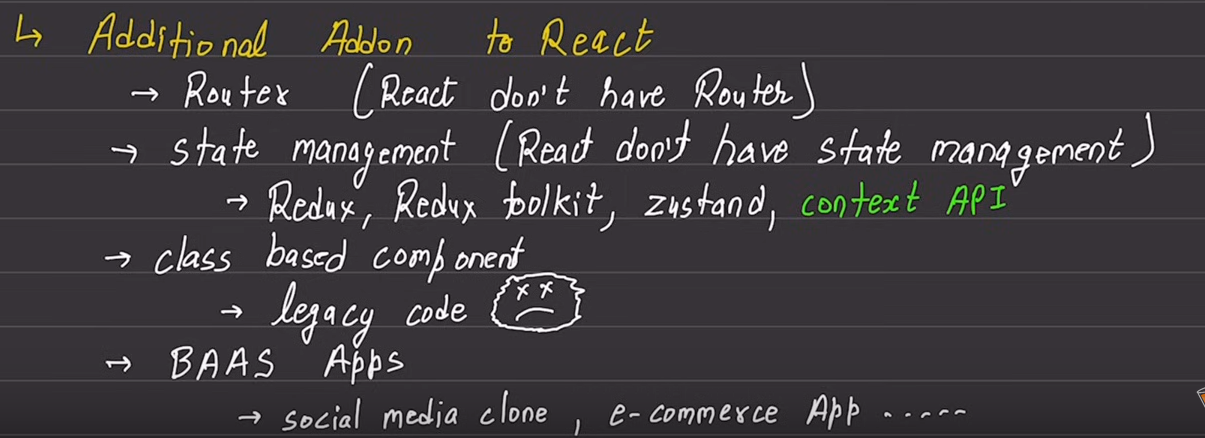 ↳ Additional Addon to React
→ Router (React don't have Router)
→ state management (React don't have state management)
→ Redux, Redux toolkit, zustand, context API
→ class based component
→ legacy code
→ BAAS Apps
→ social media clone, e-commerce App ......